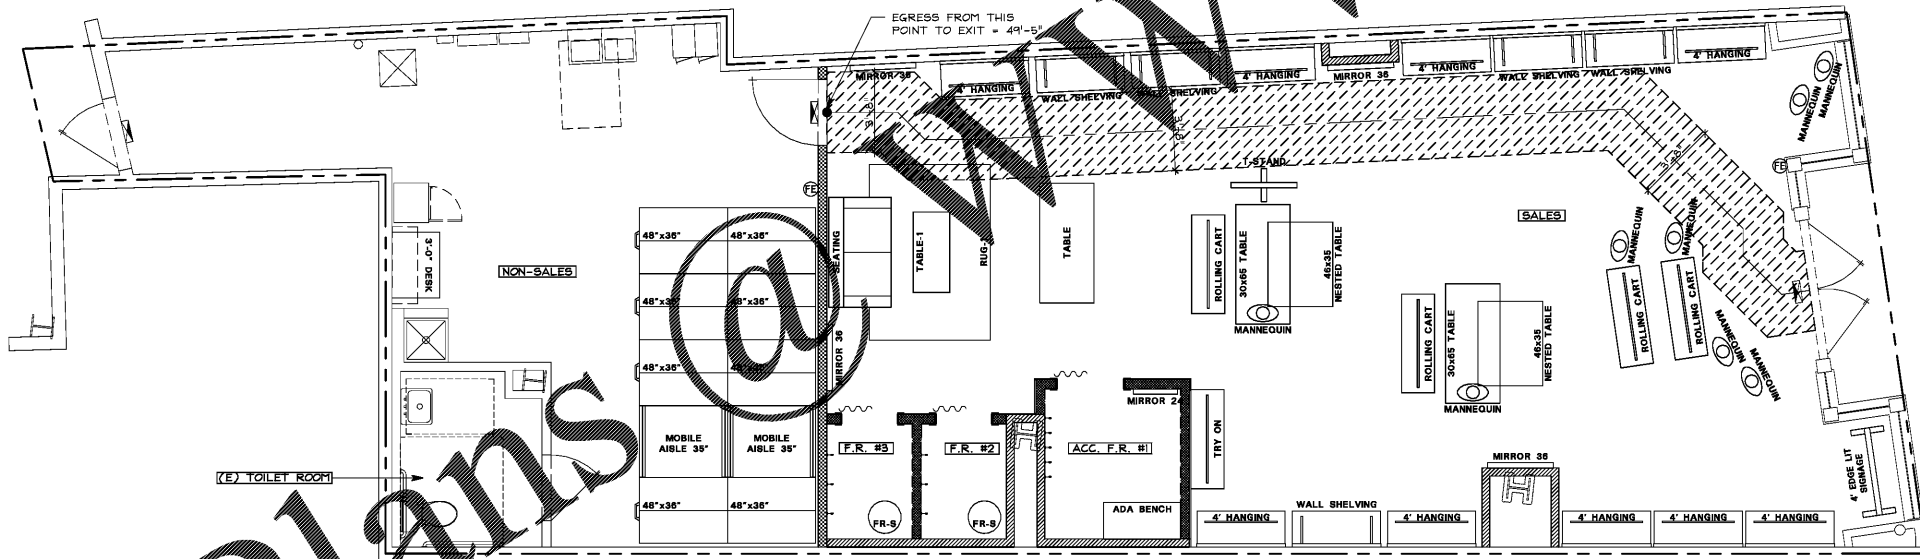 EGRESS FROM THIS
POINT TO EXIT = 49'-5"
www
MIRROR 36
4' HANGING
WALL SHELVING
WALL SHELVING
4' HANGING
MIRROR 36
4' HANGING
WALL SHELVING
WALL SHELVING
4' HANGING
MANNEQUIN
MANNEQUIN
FE
T-STAND
FE
SALES
NON-SALES
3'-0" DESK
48"x36"
48"x36"
48"x36"
48"x36"
48"x36"
48"x36"
48"x36"
48"x36"
MOBILE
AISLE 35"
MOBILE
AISLE 35"
SEATING
TABLE-1
TABLE
ROLLING CART
30x65 TABLE
46x35
NESTED TABLE
MANNEQUIN
ROLLING CART
30x65 TABLE
46x35
NESTED TABLE
MANNEQUIN
MANNEQUIN
MANNEQUIN
ROLLING CART
ROLLING CART
MANNEQUIN
MANNEQUIN
@
MIRROR 36
MIRROR 24
F.R. #3
F.R. #2
ACC. F.R. #1
TRY ON
(E) TOILET ROOM
FR-S
FR-S
ADA BENCH
MIRROR 36
WALL SHELVING
4' HANGING
4' HANGING
4' HANGING
4' HANGING
4' HANGING
4' EDGE LIT
SIGNAGE
plans